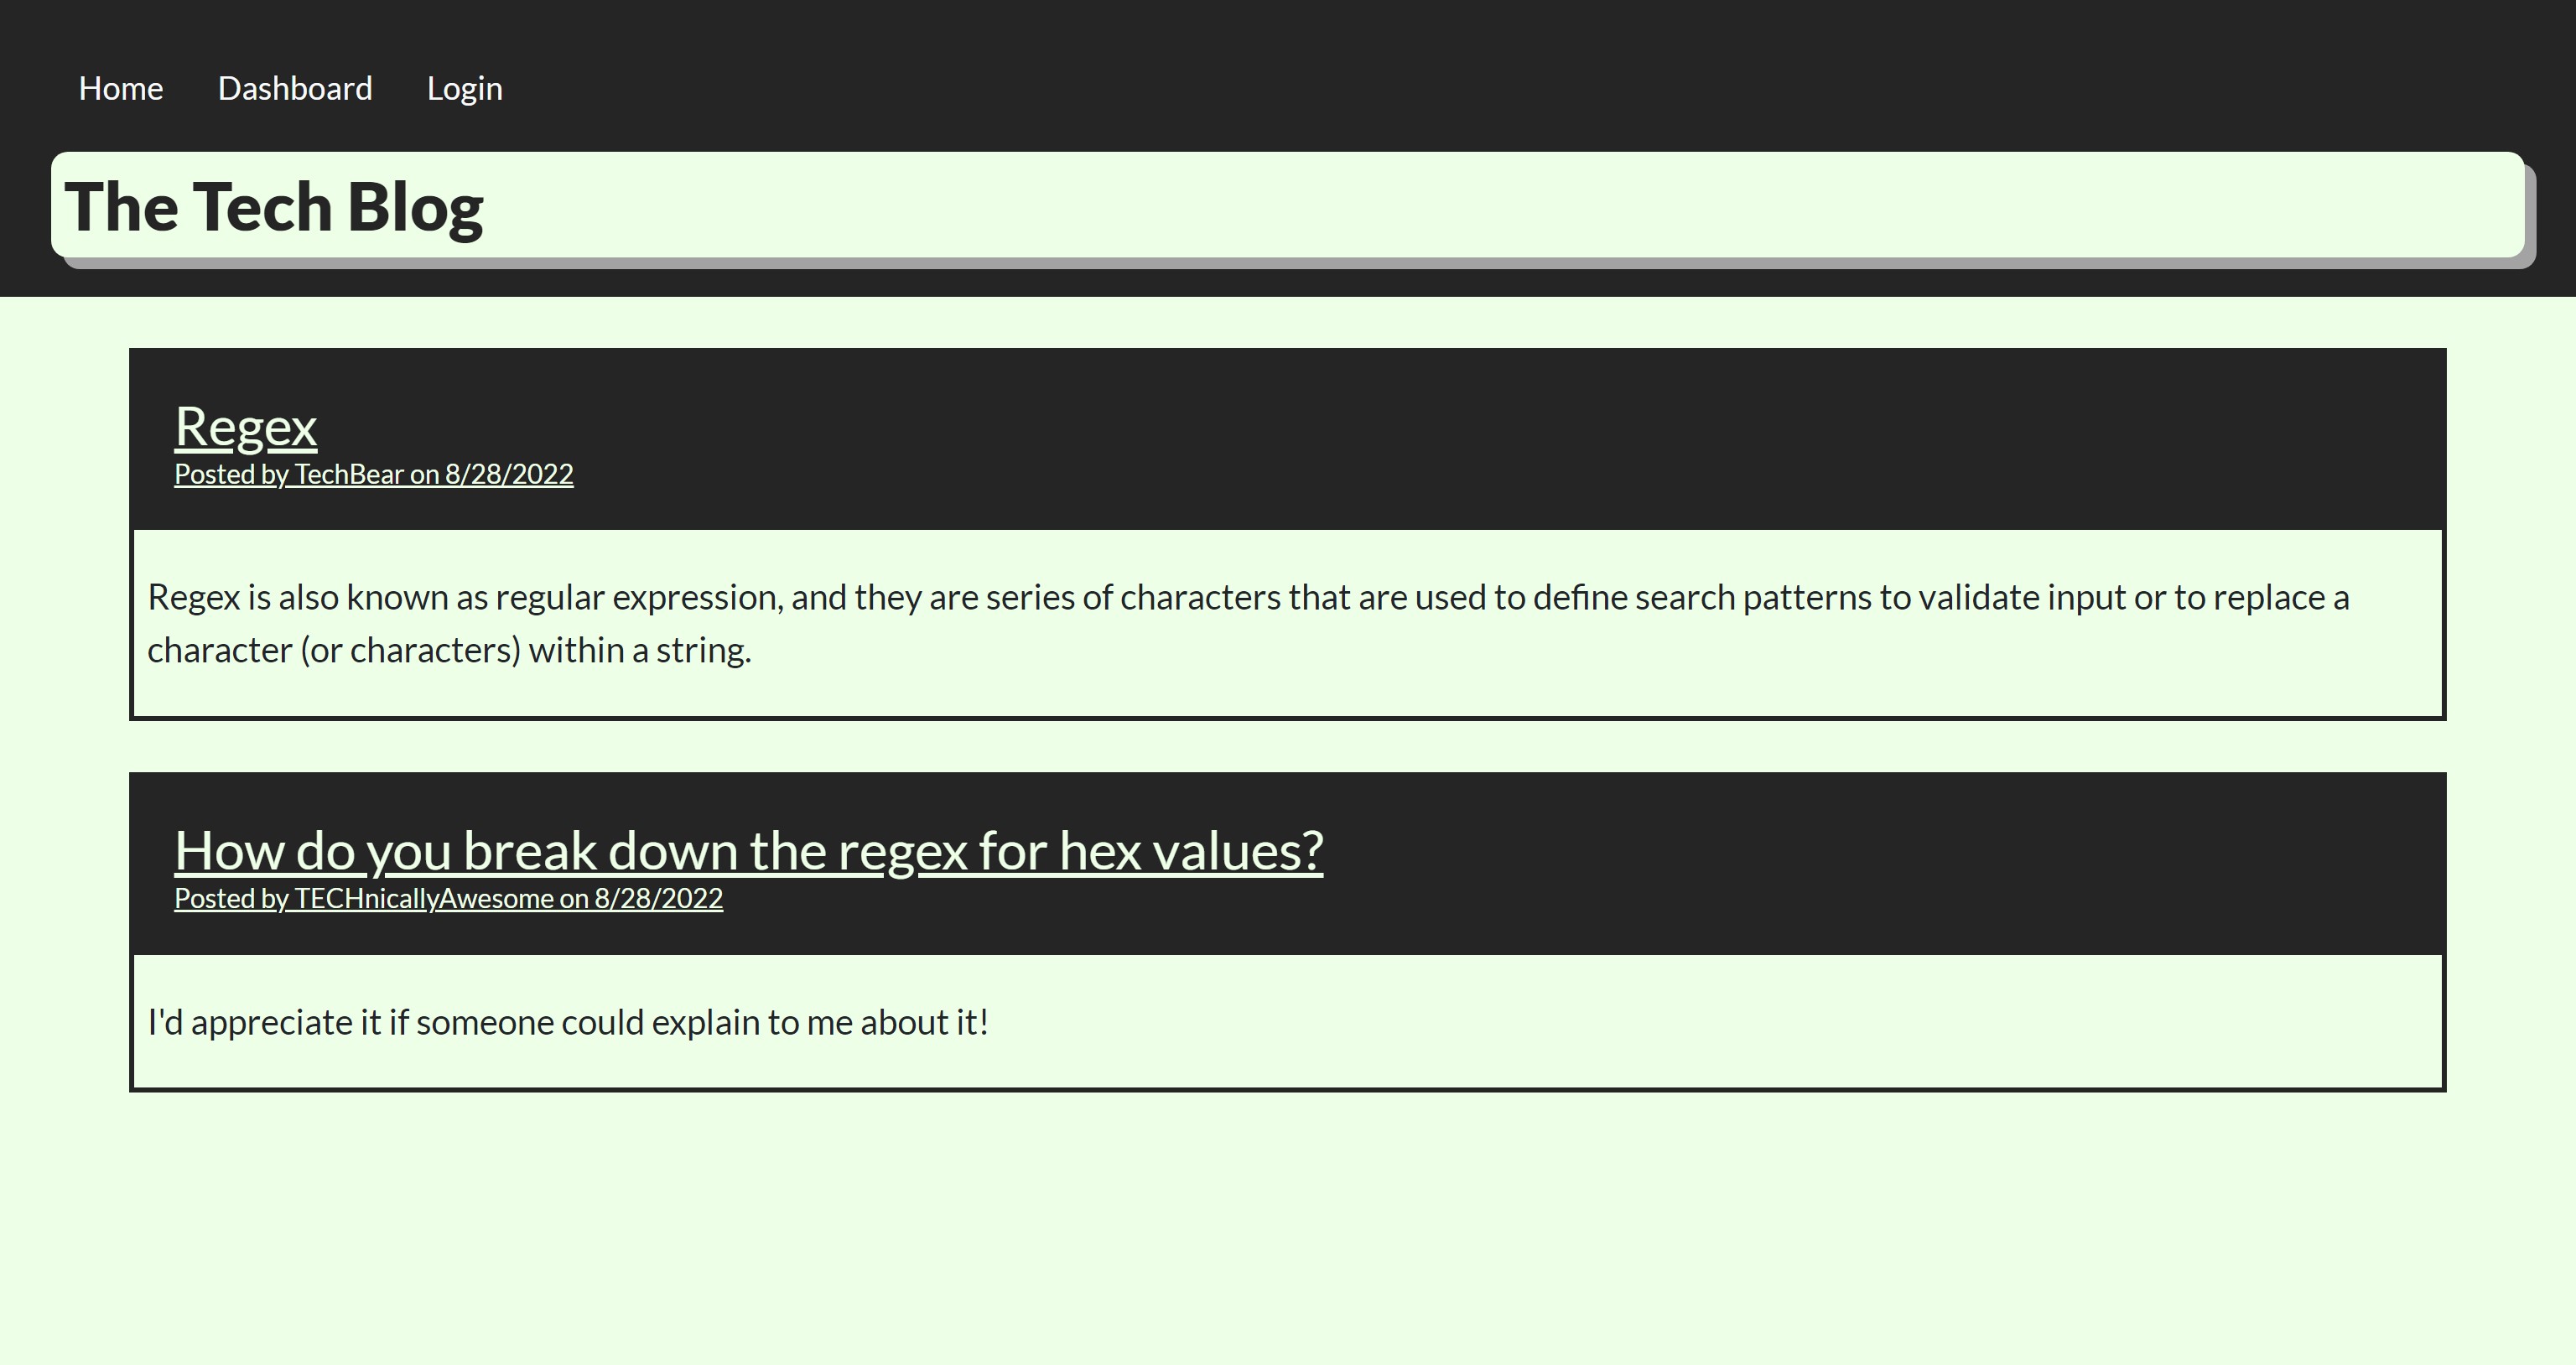 Home Dashboard Login
The Tech Blog
Regex
Posted by TechBear on 8/28/2022
Regex is also known as regular expression, and they are series of characters that are used to define search patterns to validate input or to replace a
character (or characters) within a string.
How do you break down the regex for hex values?
Posted by TECHnicallyAwesome on 8/28/2022
I'd appreciate it if someone could explain to me about it!